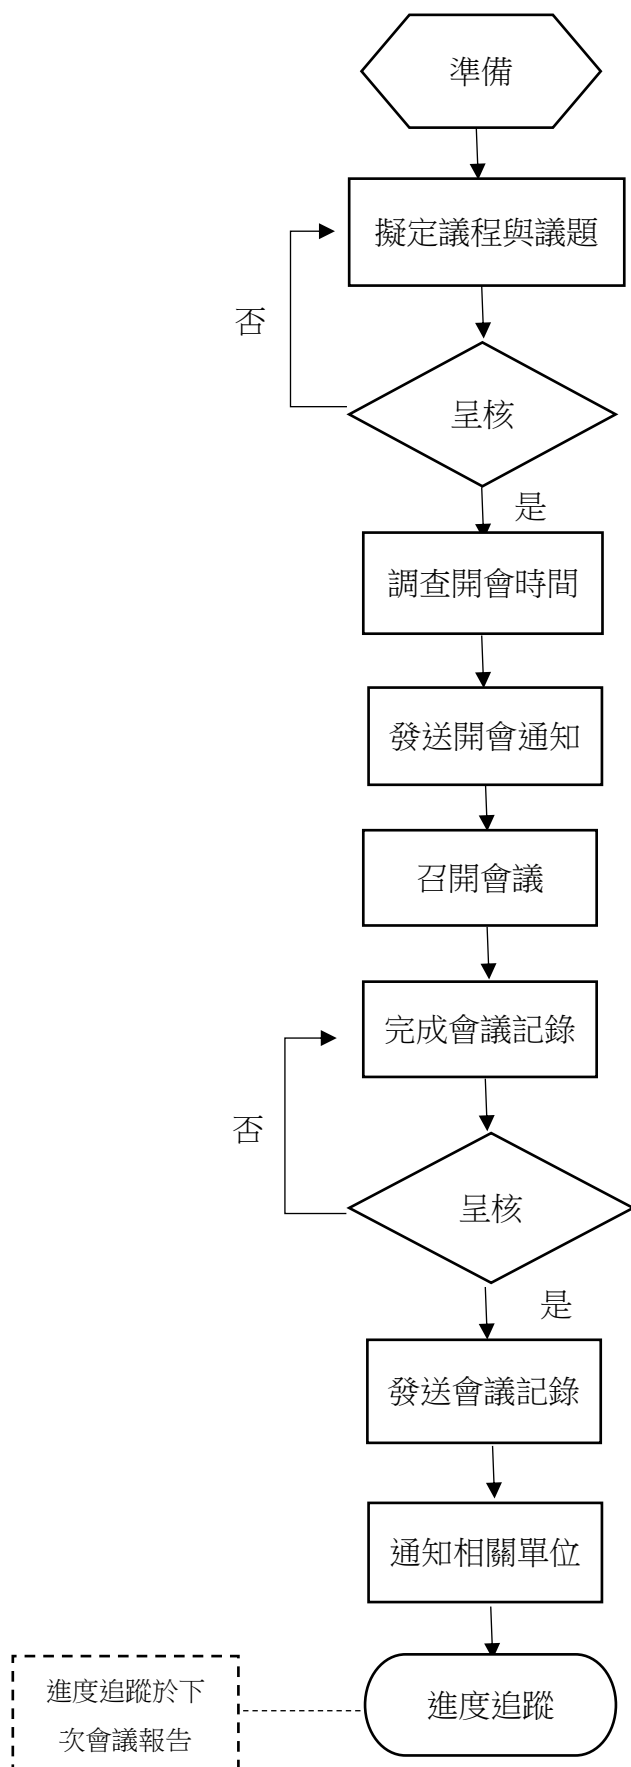 準備
擬定議程與議題
否
呈核
是
調查開會時間
發送開會通知
召開會議
完成會議記錄
否
呈核
是
發送會議記錄
通知相關單位
進度追蹤於下
次會議報告
進度追蹤